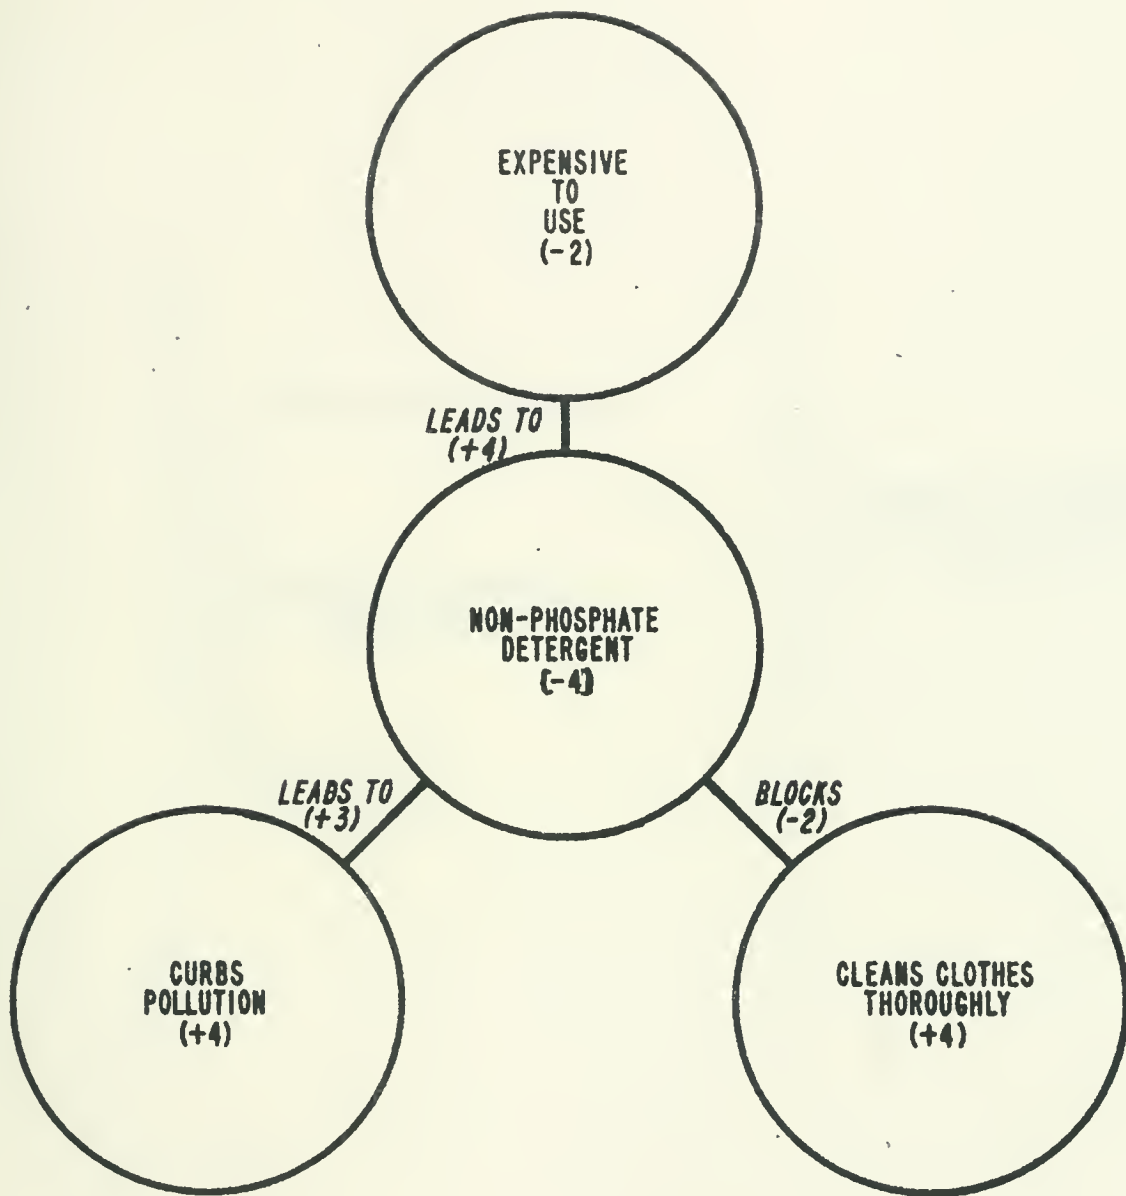 EXPENSIVE
TO
USE
(-2)
LEADS TO
(+4)
NON-PHOSPHATE
DETERGENT
(-4)
LEABS TO
(+3)
BLOCKS
(-2)
CURBS
POLLUTION
(+4)
CLEANS CLOTHES
THOROUGHLY
(+4)